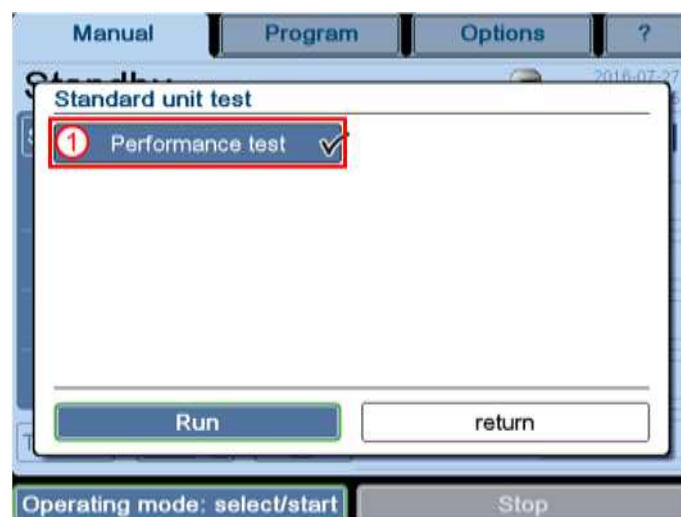 Manual Program Options ?
Standby
2016-07-27
Standard unit test
1 Performance test
Run return
Operating mode: select/start Stop